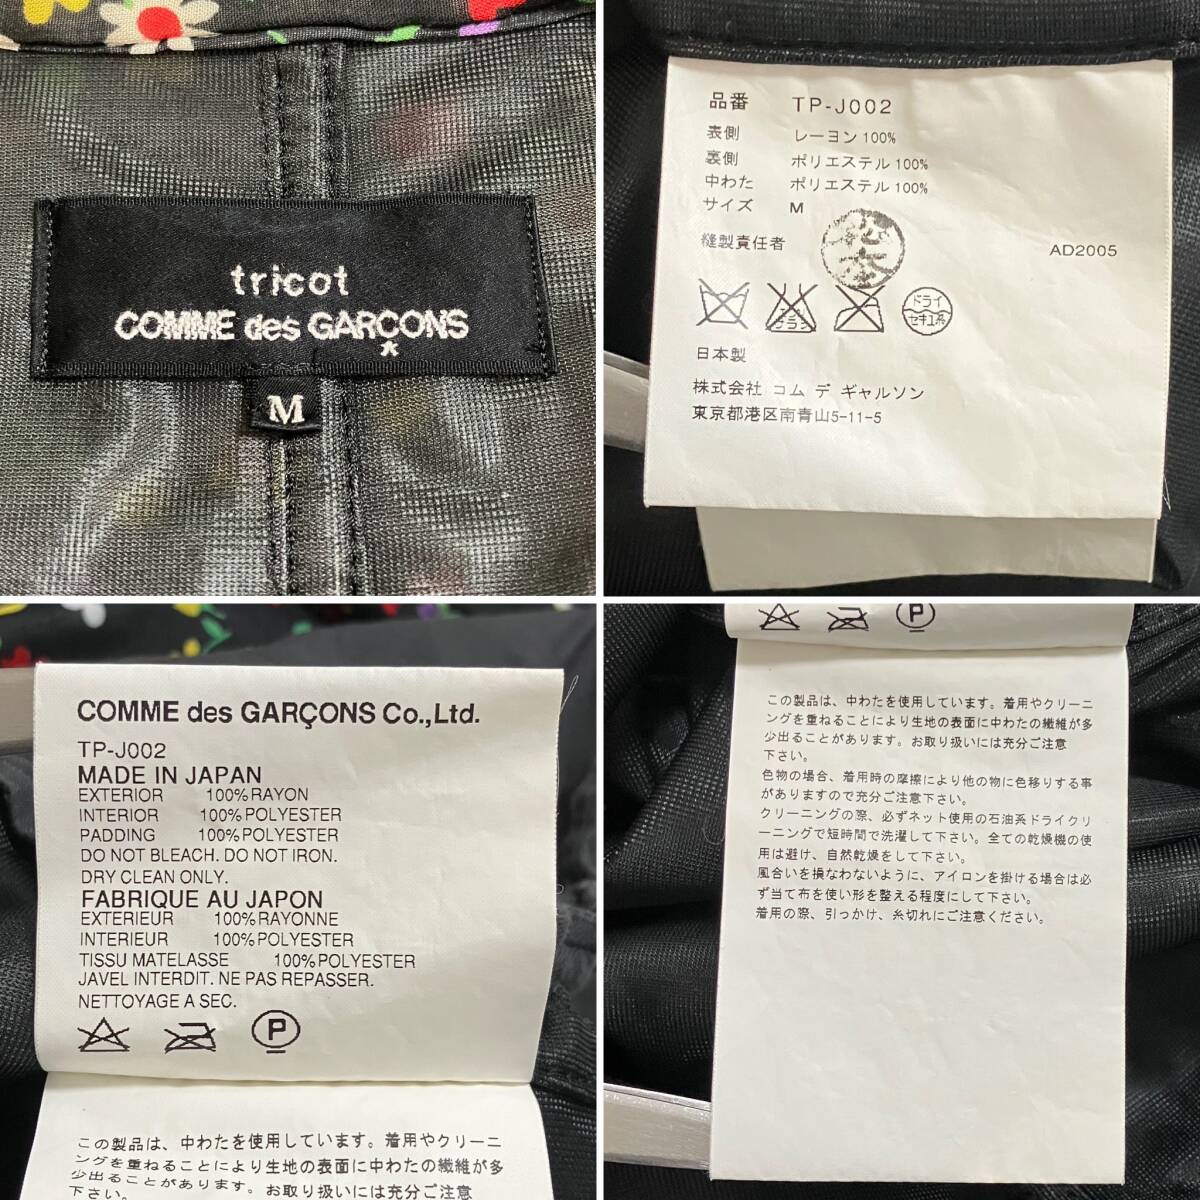 tricot
COMME des GARÇONS
*
M
品番 TP-J002
表側 レーヨン100%
裏側 ポリエステル100%
中わた ポリエステル100%
サイズ M
縫製責任者
AD2005
ドライ
セキユ系
日本製
株式会社 コム デ ギャルソン
東京都港区南青山5-11-5
COMME des GARÇONS Co.,Ltd.
TP-J002
MADE IN JAPAN
EXTERIOR 100%RAYON
INTERIOR 100%POLYESTER
PADDING 100%POLYESTER
DO NOT BLEACH. DO NOT IRON.
DRY CLEAN ONLY.
FABRIQUE AU JAPON
EXTERIEUR 100%RAYONNE
INTERIEUR 100%POLYESTER
TISSU MATELASSE 100%POLYESTER
JAVEL INTERDIT. NE PAS REPASSER.
NETTOYAGE A SEC.
P
この製品は、中わたを使用しています。着用やクリーニ
ングを重ねることにより生地の表面に中わたの繊維が多
少出ることがあります。お取り扱いには充分ご注意
下さい。
P
この製品は、中わたを使用しています。着用やクリーニ
ングを重ねることにより生地の表面に中わたの繊維が多
少出ることがあります。お取り扱いには充分ご注意
下さい。
色物の場合、着用時の摩擦により他の物に色移りする事
がありますので充分ご注意下さい。
クリーニングの際、必ずネット使用の石油系ドライクリ
ーニングで短時間で洗濯して下さい。全ての乾燥機の使
用は避け、自然乾燥をして下さい。
風合いを損なわないように、アイロンを掛ける場合は必
ず当て布を使い形を整える程度にして下さい。
着用の際、引っかけ、糸切れにご注意ください。